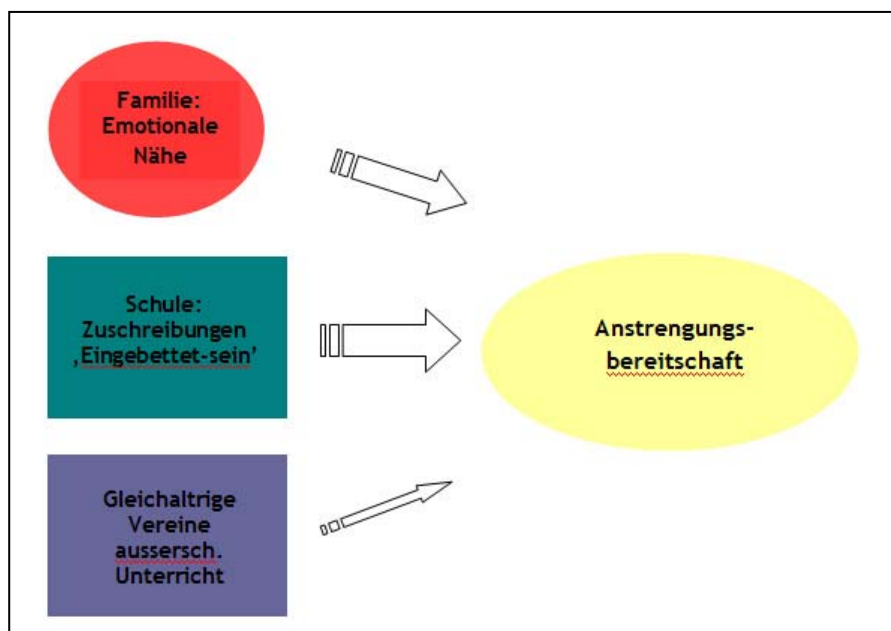 Familie:
Emotionale
Nähe
Schule:
Zuschreibungen
‚Eingebettet-sein’
Gleichaltrige
Vereine
aussersch.
Unterricht
Anstrengungs-
bereitschaft